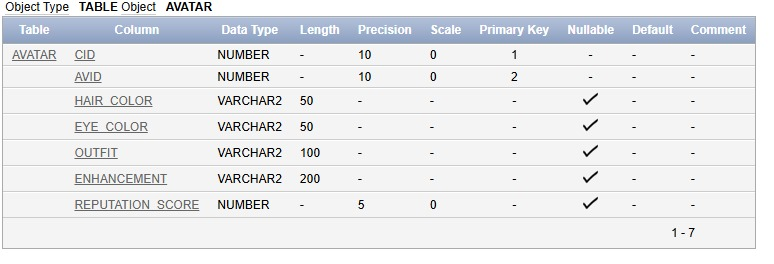 Object Type TABLE Object AVATAR
Table Column Data Type Length Precision Scale Primary Key Nullable Default Comment
AVATAR CID NUMBER - 10 0 1 - - -
AVID NUMBER - 10 0 2 - - -
HAIR_COLOR VARCHAR2 50 - - - ✓ - -
EYE_COLOR VARCHAR2 50 - - - ✓ - -
OUTFIT VARCHAR2 100 - - - ✓ - -
ENHANCEMENT VARCHAR2 200 - - - ✓ - -
REPUTATION_SCORE NUMBER - 5 0 - ✓ - -
1 - 7